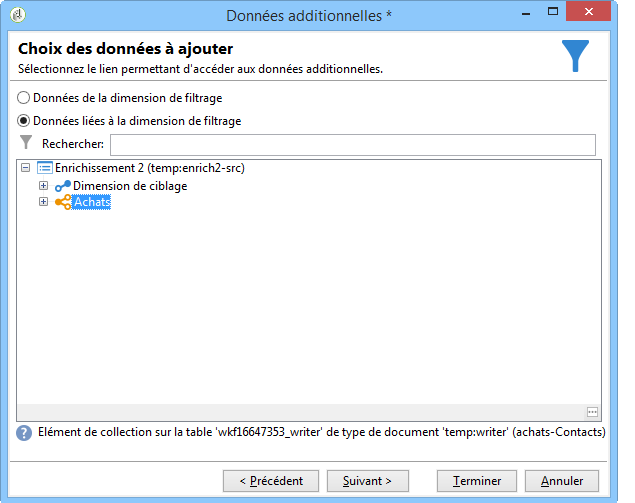 Données additionnelles *
Choix des données à ajouter
Sélectionnez le lien permettant d'accéder aux données additionnelles.
Données de la dimension de filtrage
Données liées à la dimension de filtrage
Rechercher:
Enrichissement 2 (temp:enrich2-src)
Dimension de ciblage
Achats
Elément de collection sur la table 'wkf16647353_writer' de type de document 'temp:writer' (achats-Contacts)
< Précédent Suivant > Terminer Annuler